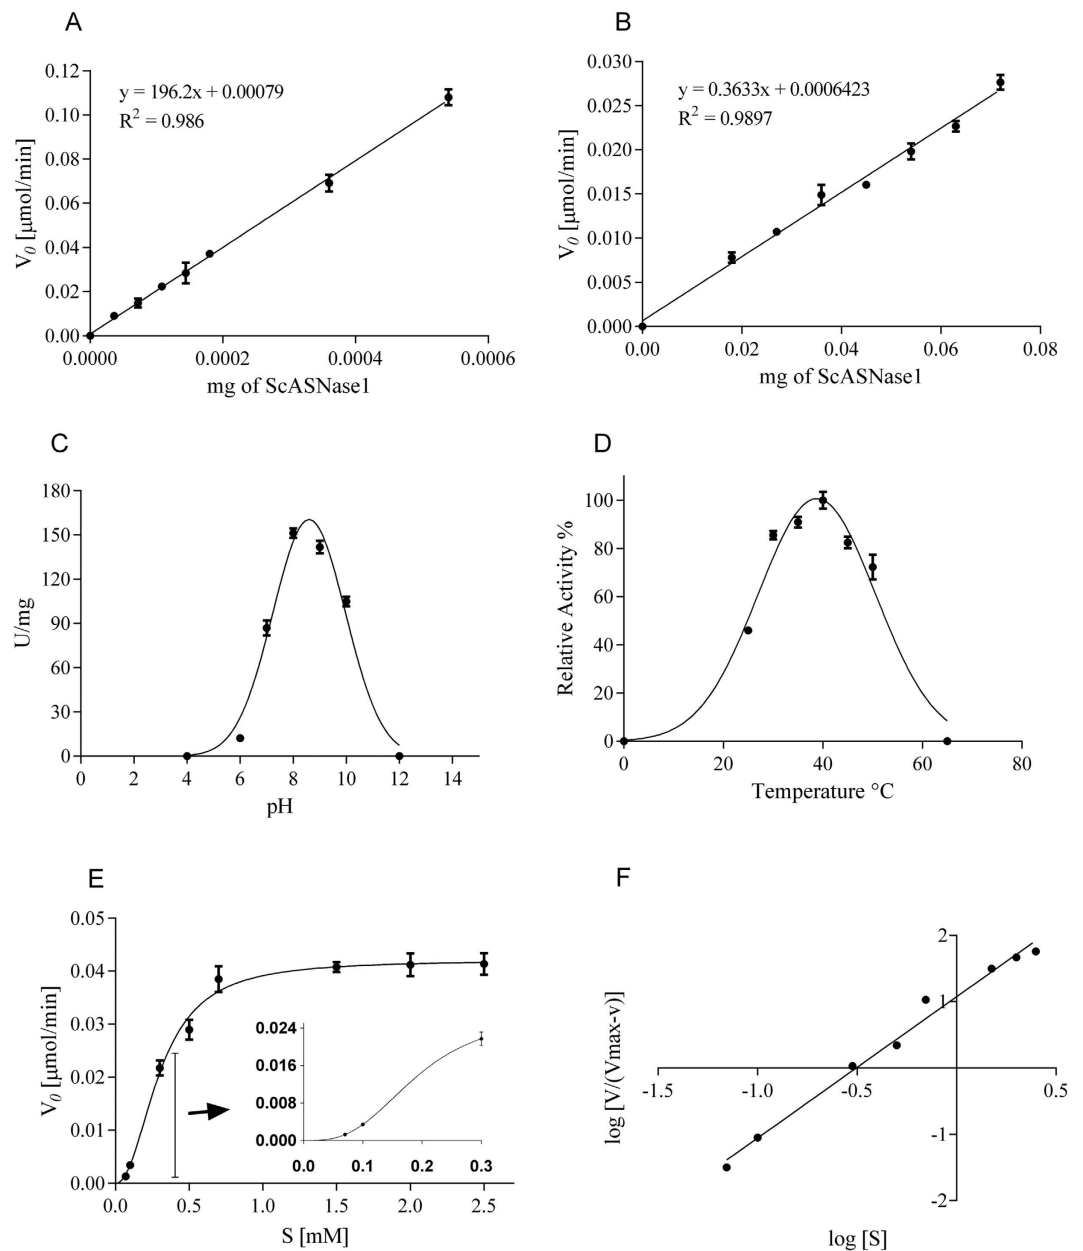 A
y = 196.2x + 0.00079
R² = 0.986
V₀ [μmol/min]
0.12
0.10
0.08
0.06
0.04
0.02
0.00
0.0000 0.0002 0.0004 0.0006
mg of ScASNase1
B
y = 0.3633x + 0.0006423
R² = 0.9897
V₀ [μmol/min]
0.030
0.025
0.020
0.015
0.010
0.005
0.000
0.00 0.02 0.04 0.06 0.08
mg of ScASNase1
C
U/mg
180
150
120
90
60
30
0
0 2 4 6 8 10 12 14
pH
D
Relative Activity %
100
80
60
40
20
0
0 20 40 60 80
Temperature °C
E
V₀ [μmol/min]
0.05
0.04
0.03
0.02
0.01
0.00
0.0 0.5 1.0 1.5 2.0 2.5
S [mM]
0.024
0.016
0.008
0.000
0.0 0.1 0.2 0.3
F
log [V/(Vmax-v)]
2
1
-1
-2
-1.5 -1.0 -0.5 0.5
log [S]